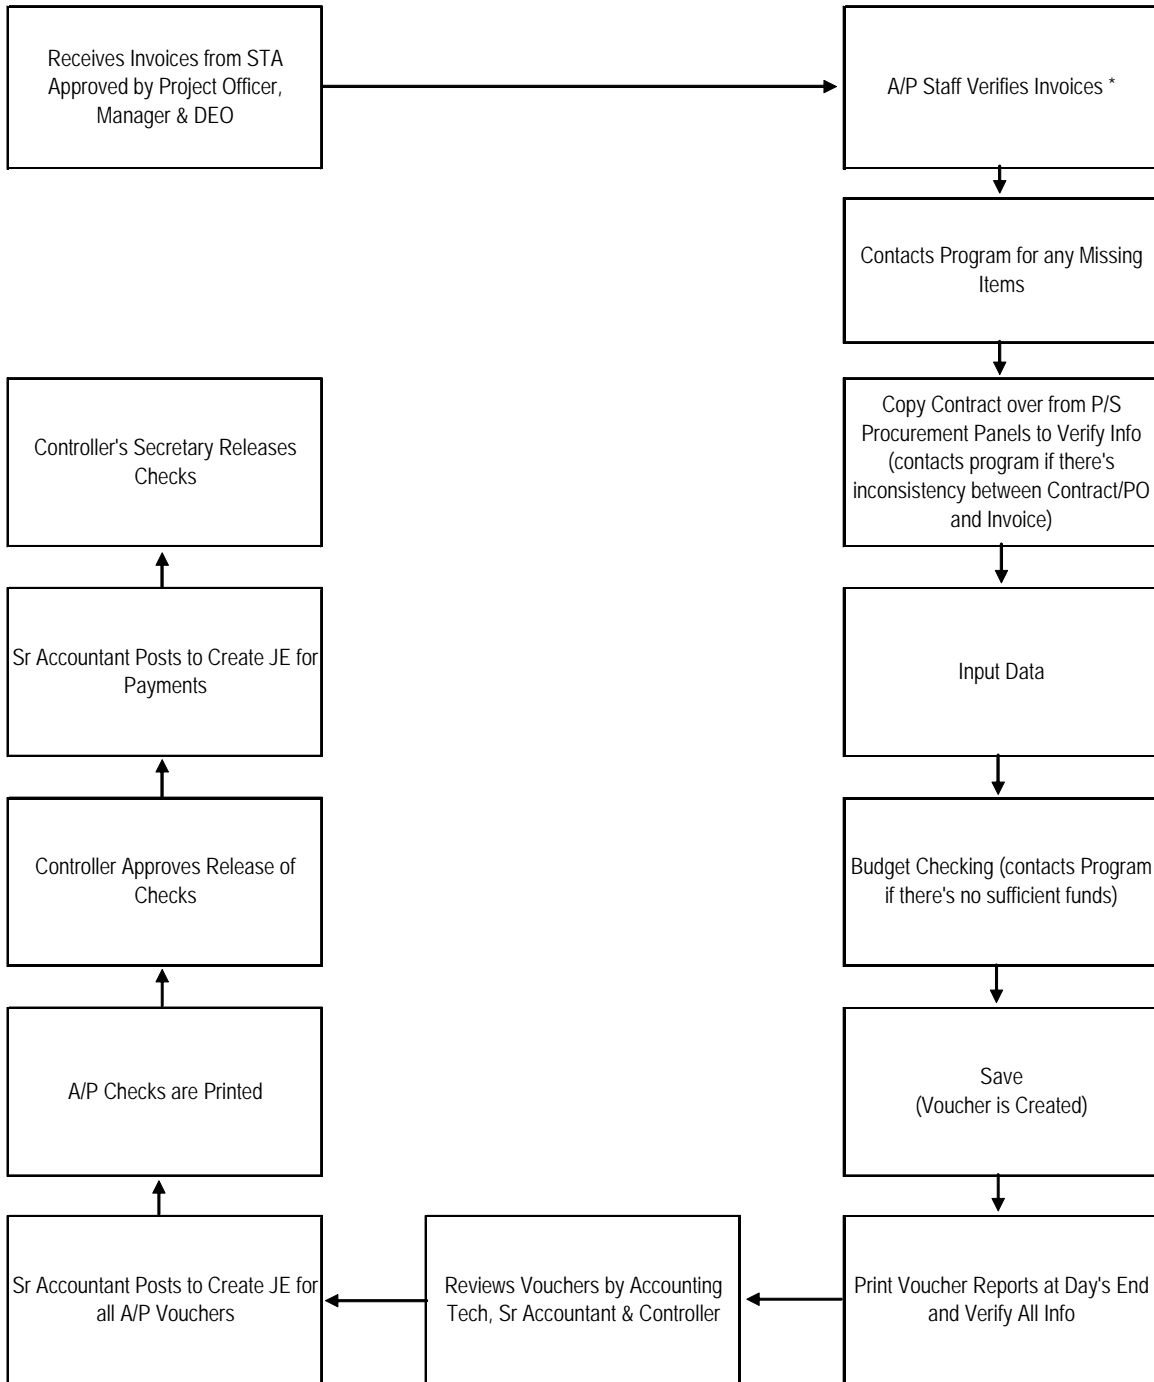 Receives Invoices from STA
Approved by Project Officer,
Manager & DEO
A/P Staff Verifies Invoices *
Contacts Program for any Missing
Items
Copy Contract over from P/S
Procurement Panels to Verify Info
(contacts program if there's
inconsistency between Contract/PO
and Invoice)
Input Data
Budget Checking (contacts Program
if there's no sufficient funds)
Save
(Voucher is Created)
Print Voucher Reports at Day's End
and Verify All Info
Reviews Vouchers by Accounting
Tech, Sr Accountant & Controller
Sr Accountant Posts to Create JE for
all A/P Vouchers
A/P Checks are Printed
Controller Approves Release of
Checks
Sr Accountant Posts to Create JE for
Payments
Controller's Secretary Releases
Checks